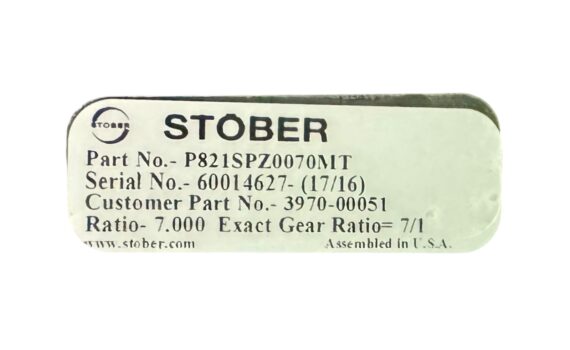 STOBER
STÖBER
Part No.- P821SPZ0070MT
Serial No.- 60014627- (17/16)
Customer Part No.- 3970-00051
Ratio- 7.000 Exact Gear Ratio= 7/1
www.stober.com Assembled in U.S.A.